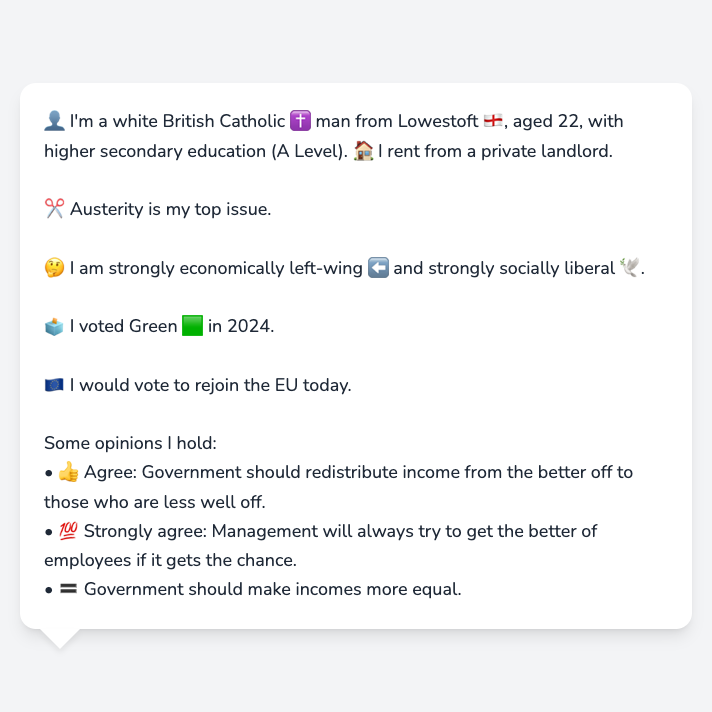 👤 I'm a white British Catholic ✝️ man from Lowestoft 🏴󠁧󠁢󠁥󠁮󠁧󠁿, aged 22, with
higher secondary education (A Level). 🏠 I rent from a private landlord.
✂️ Austerity is my top issue.
🤔 I am strongly economically left-wing ⬅️ and strongly socially liberal 🕊️.
🗳️ I voted Green 🟩 in 2024.
🇪🇺 I would vote to rejoin the EU today.
Some opinions I hold:
• 👍 Agree: Government should redistribute income from the better off to
those who are less well off.
• 💯 Strongly agree: Management will always try to get the better of
employees if it gets the chance.
• 🟰 Government should make incomes more equal.